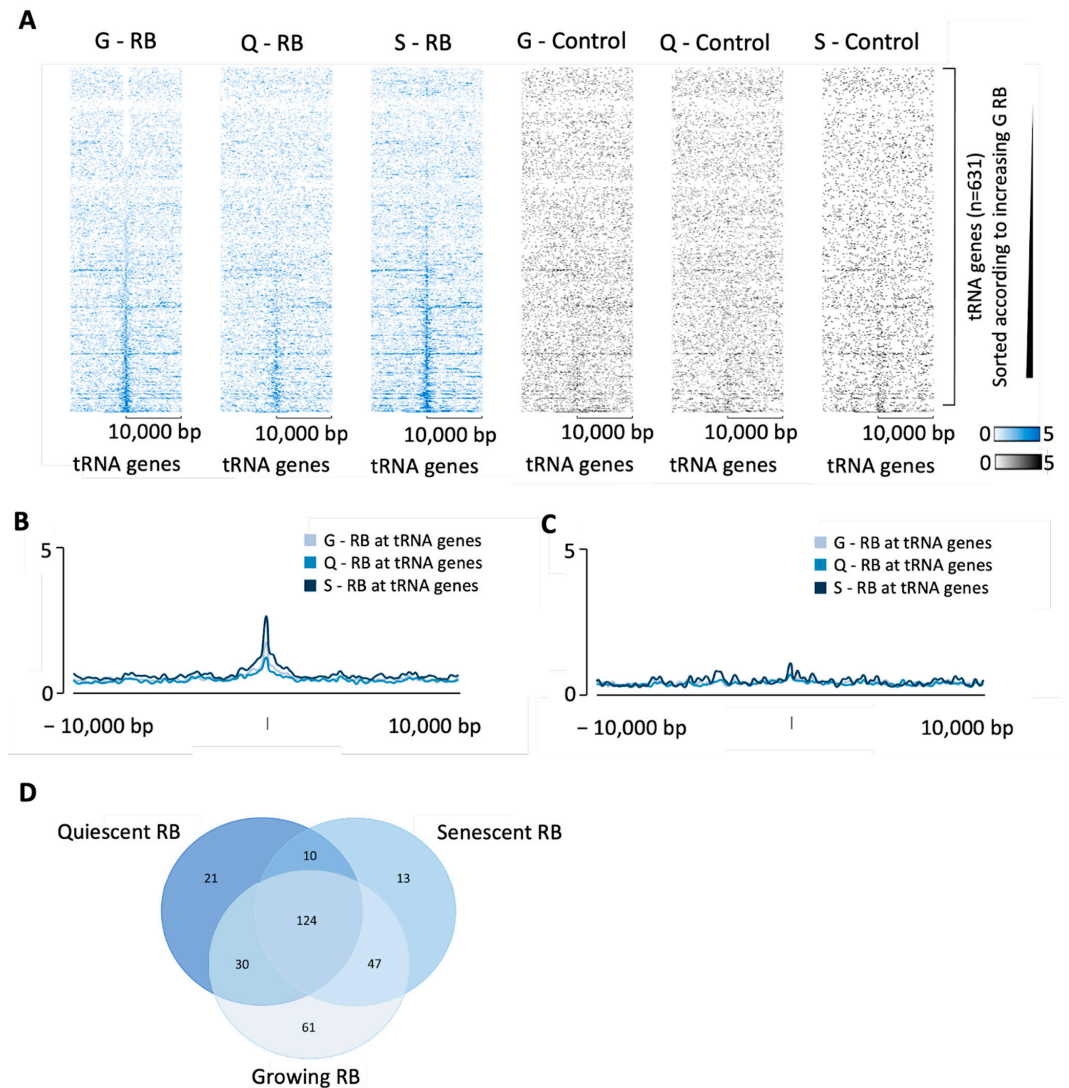 A
G - RB
Q - RB
S - RB
G - Control
Q - Control
S - Control
tRNA genes (n=631)
Sorted according to increasing G RB
10,000 bp
10,000 bp
10,000 bp
10,000 bp
10,000 bp
10,000 bp
tRNA genes
tRNA genes
tRNA genes
tRNA genes
tRNA genes
tRNA genes
0 5
0 5
B
5
0
G - RB at tRNA genes
Q - RB at tRNA genes
S - RB at tRNA genes
– 10,000 bp
10,000 bp
C
5
0
G - RB at tRNA genes
Q - RB at tRNA genes
S - RB at tRNA genes
– 10,000 bp
10,000 bp
D
Quiescent RB
Senescent RB
10
21
13
124
30
47
61
Growing RB